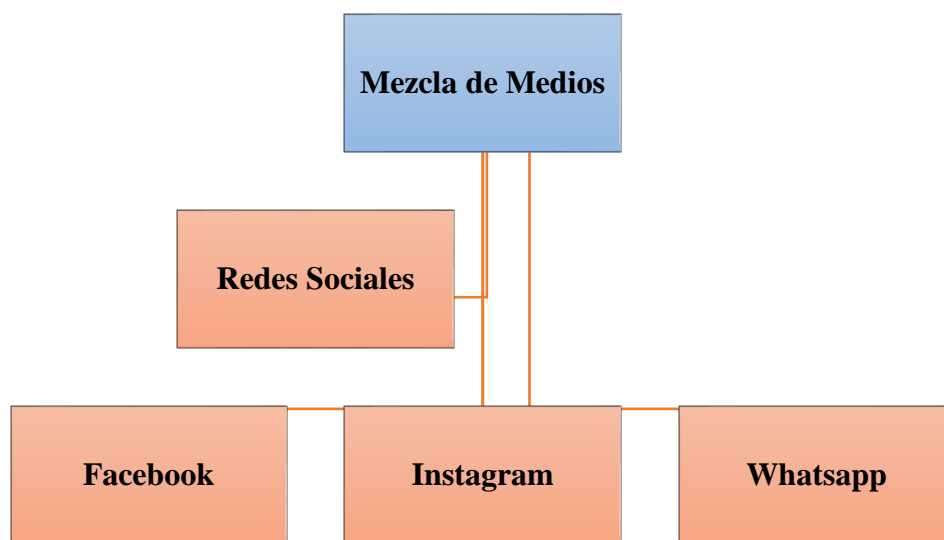 Mezcla de Medios
Redes Sociales
Facebook
Instagram
Whatsapp